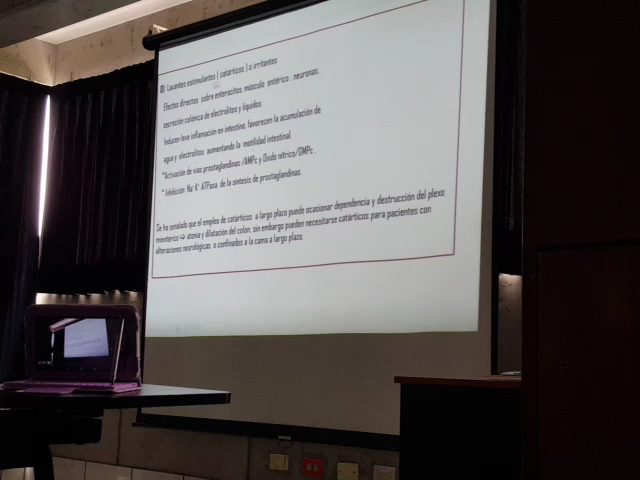 D) Laxantes estimulantes ( catárticos ) o irritantes
Efectos directos sobre enterocitos, músculo entérico , neuronas,
secreción colónica de electrólitos y líquidos.
Inducen leve inflamación en intestino, favorecen la acumulación de
agua y electrolitos, aumentando la motilidad intestinal.
*Activación de vías prostaglandinas /AMPc y Óxido nítrico/GMPc .
* Inhibición Na⁺ K⁺ ATPasa de la síntesis de prostaglandinas.
Se ha señalado que el empleo de catárticos a largo plazo puede ocasionar dependencia y destrucción del plexo
mientérico => atonía y dilatación del colon, sin embargo pueden necesitarse catárticos para pacientes con
alteraciones neurológicas o confinados a la cama a largo plazo.